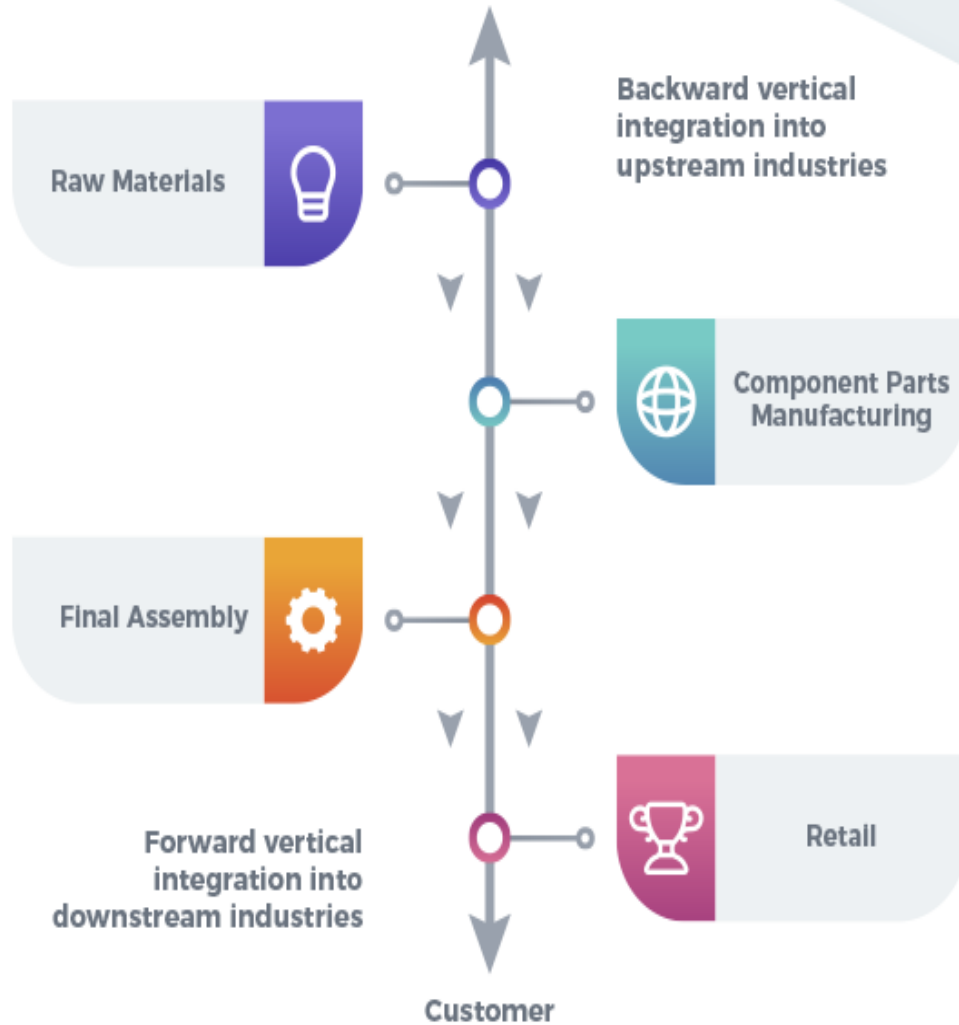 Backward vertical
integration into
upstream industries
Raw Materials
Component Parts
Manufacturing
Final Assembly
Retail
Forward vertical
integration into
downstream industries
Customer